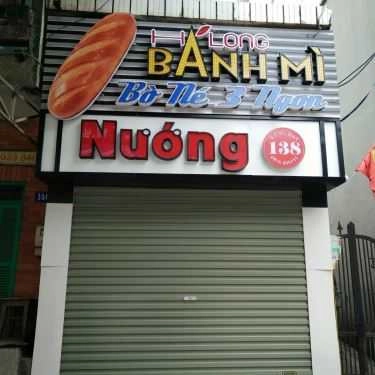 HẠ LONG
BÁNH MÌ
Bò Né 3 Ngon
Nướng
138